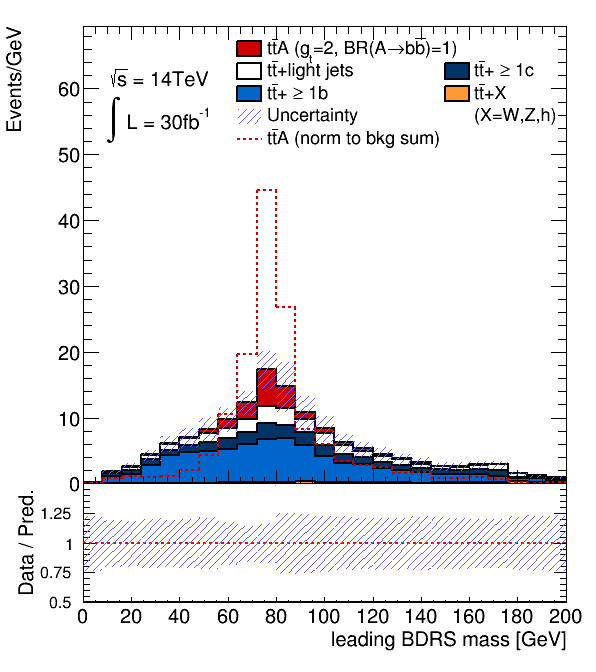 Events/GeV
tt̄A (gₜ=2, BR(A→bb̄)=1)
tt̄+light jets
tt̄+ ≥ 1c
tt̄+ ≥ 1b
tt̄+X
Uncertainty
(X=W,Z,h)
tt̄A (norm to bkg sum)
√s = 14TeV
∫ L = 30fb⁻¹
60
50
40
30
20
10
0
Data / Pred.
1.25
1
0.75
0.5
0 20 40 60 80 100 120 140 160 180 200
leading BDRS mass [GeV]